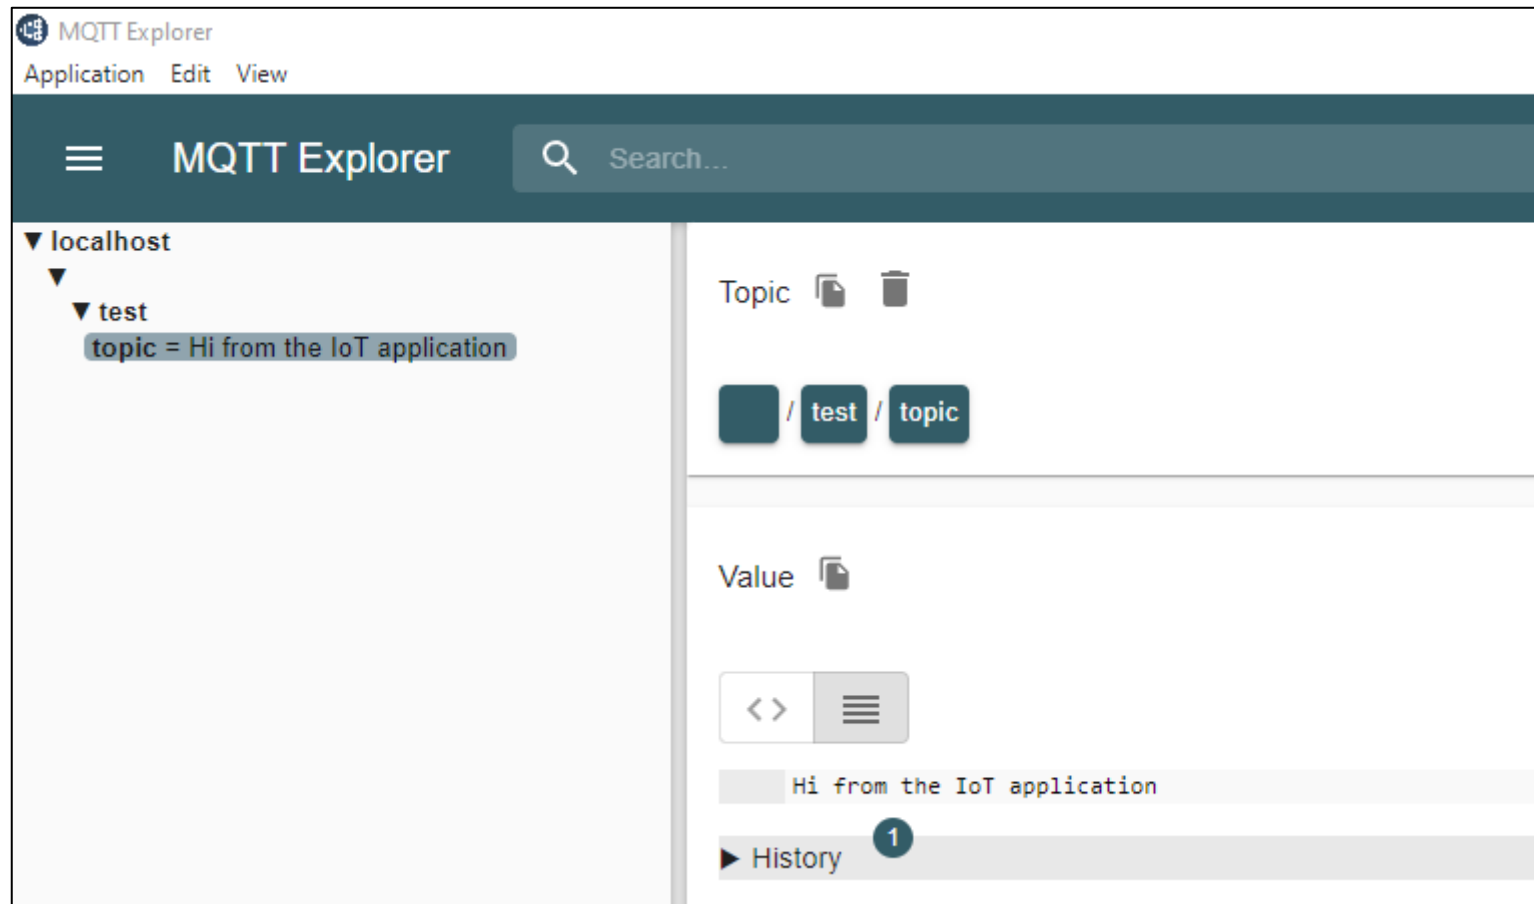 MQTT Explorer
Application Edit View
MQTT Explorer
Search...
▼ localhost
▼
▼ test
topic = Hi from the IoT application
Topic
/ test / topic
Value
<>
Hi from the IoT application
▶ History 1